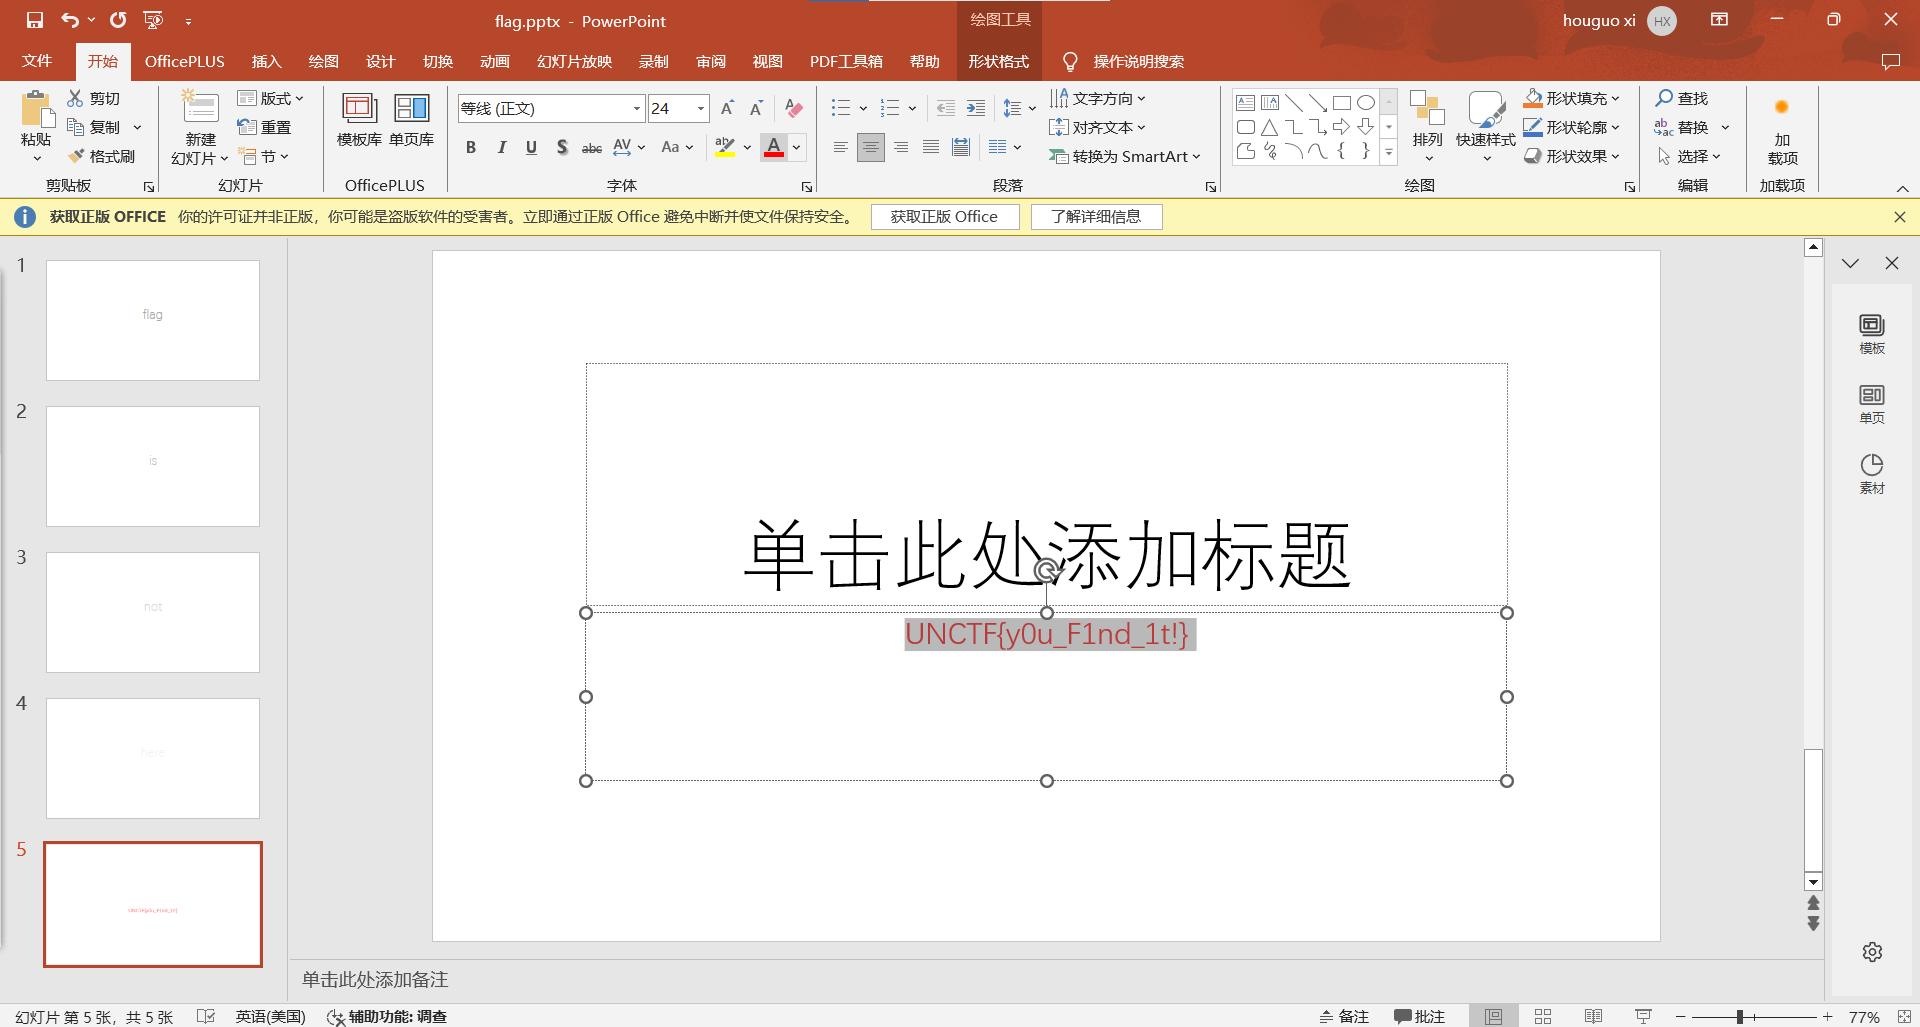 flag.pptx - PowerPoint
绘图工具
houguo xi
HX
文件 开始 OfficePLUS 插入 绘图 设计 切换 动画 幻灯片放映 录制 审阅 视图 PDF工具箱 帮助 形状格式 操作说明搜索
粘贴
剪切
复制
格式刷
剪贴板
新建
幻灯片
版式
重置
节
幻灯片
模板库 单页库
OfficePLUS
等线 (正文) 24
B I U S abc AV Aa ab A
字体
文字方向
对齐文本
转换为 SmartArt
段落
排列
快速样式
形状填充
形状轮廓
形状效果
绘图
查找
替换
选择
编辑
加
载项
加载项
获取正版 OFFICE 你的许可证并非正版，你可能是盗版软件的受害者。立即通过正版 Office 避免中断并使文件保持安全。 获取正版 Office 了解详细信息
1
flag
2
is
3
not
4
here
5
UNCTF{y0u_F1nd_1t!}
单击此处添加标题
UNCTF{y0u_F1nd_1t!}
模板
单页
素材
单击此处添加备注
幻灯片 第 5 张，共 5 张 英语(美国) 辅助功能: 调查 备注 批注 77%